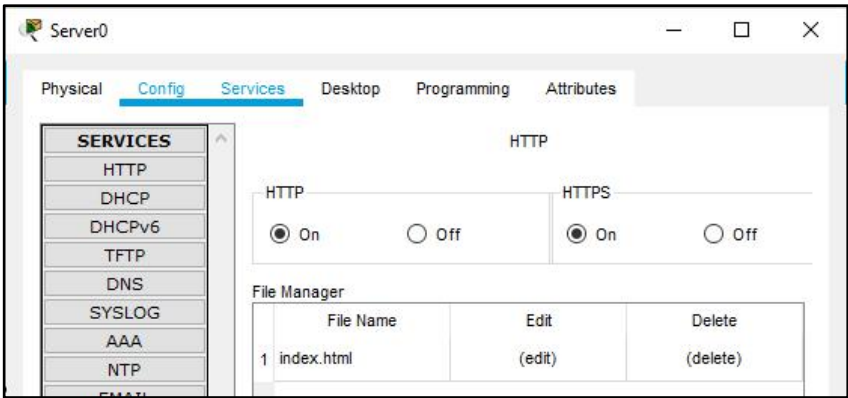 Server0
Physical Config Services Desktop Programming Attributes
SERVICES
HTTP
DHCP
DHCPv6
TFTP
DNS
SYSLOG
AAA
NTP
EMAIL
HTTP
HTTP HTTPS
On Off On Off
File Manager
File Name Edit Delete
1 index.html (edit) (delete)